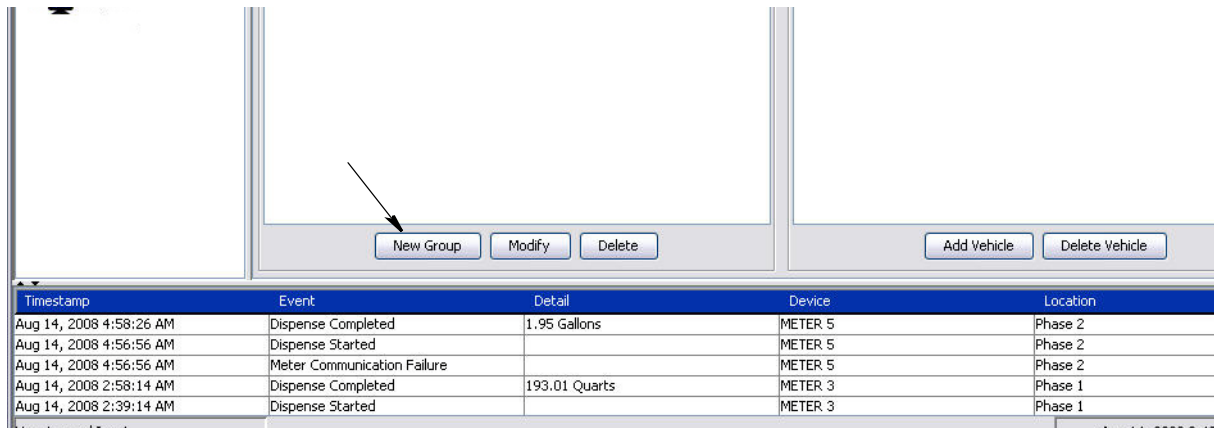 New Group Modify Delete Add Vehicle Delete Vehicle
Timestamp Event Detail Device Location
Aug 14, 2008 4:58:26 AM Dispense Completed 1.95 Gallons METER 5 Phase 2
Aug 14, 2008 4:56:56 AM Dispense Started METER 5 Phase 2
Aug 14, 2008 4:56:56 AM Meter Communication Failure METER 5 Phase 2
Aug 14, 2008 2:58:14 AM Dispense Completed 193.01 Quarts METER 3 Phase 1
Aug 14, 2008 2:39:14 AM Dispense Started METER 3 Phase 1